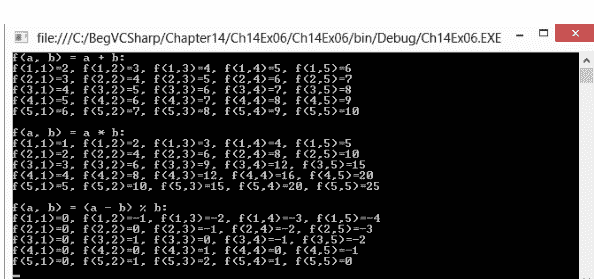 file:///C:/BegVCSharp/Chapter14/Ch14Ex06/Ch14Ex06/bin/Debug/Ch14Ex06.EXE
f(a, b) = a + b:
f(1,1)=2, f(1,2)=3, f(1,3)=4, f(1,4)=5, f(1,5)=6
f(2,1)=3, f(2,2)=4, f(2,3)=5, f(2,4)=6, f(2,5)=7
f(3,1)=4, f(3,2)=5, f(3,3)=6, f(3,4)=7, f(3,5)=8
f(4,1)=5, f(4,2)=6, f(4,3)=7, f(4,4)=8, f(4,5)=9
f(5,1)=6, f(5,2)=7, f(5,3)=8, f(5,4)=9, f(5,5)=10
f(a, b) = a * b:
f(1,1)=1, f(1,2)=2, f(1,3)=3, f(1,4)=4, f(1,5)=5
f(2,1)=2, f(2,2)=4, f(2,3)=6, f(2,4)=8, f(2,5)=10
f(3,1)=3, f(3,2)=6, f(3,3)=9, f(3,4)=12, f(3,5)=15
f(4,1)=4, f(4,2)=8, f(4,3)=12, f(4,4)=16, f(4,5)=20
f(5,1)=5, f(5,2)=10, f(5,3)=15, f(5,4)=20, f(5,5)=25
f(a, b) = (a - b) % b:
f(1,1)=0, f(1,2)=-1, f(1,3)=-2, f(1,4)=-3, f(1,5)=-4
f(2,1)=0, f(2,2)=0, f(2,3)=-1, f(2,4)=-2, f(2,5)=-3
f(3,1)=0, f(3,2)=1, f(3,3)=0, f(3,4)=-1, f(3,5)=-2
f(4,1)=0, f(4,2)=0, f(4,3)=1, f(4,4)=0, f(4,5)=-1
f(5,1)=0, f(5,2)=1, f(5,3)=2, f(5,4)=1, f(5,5)=0